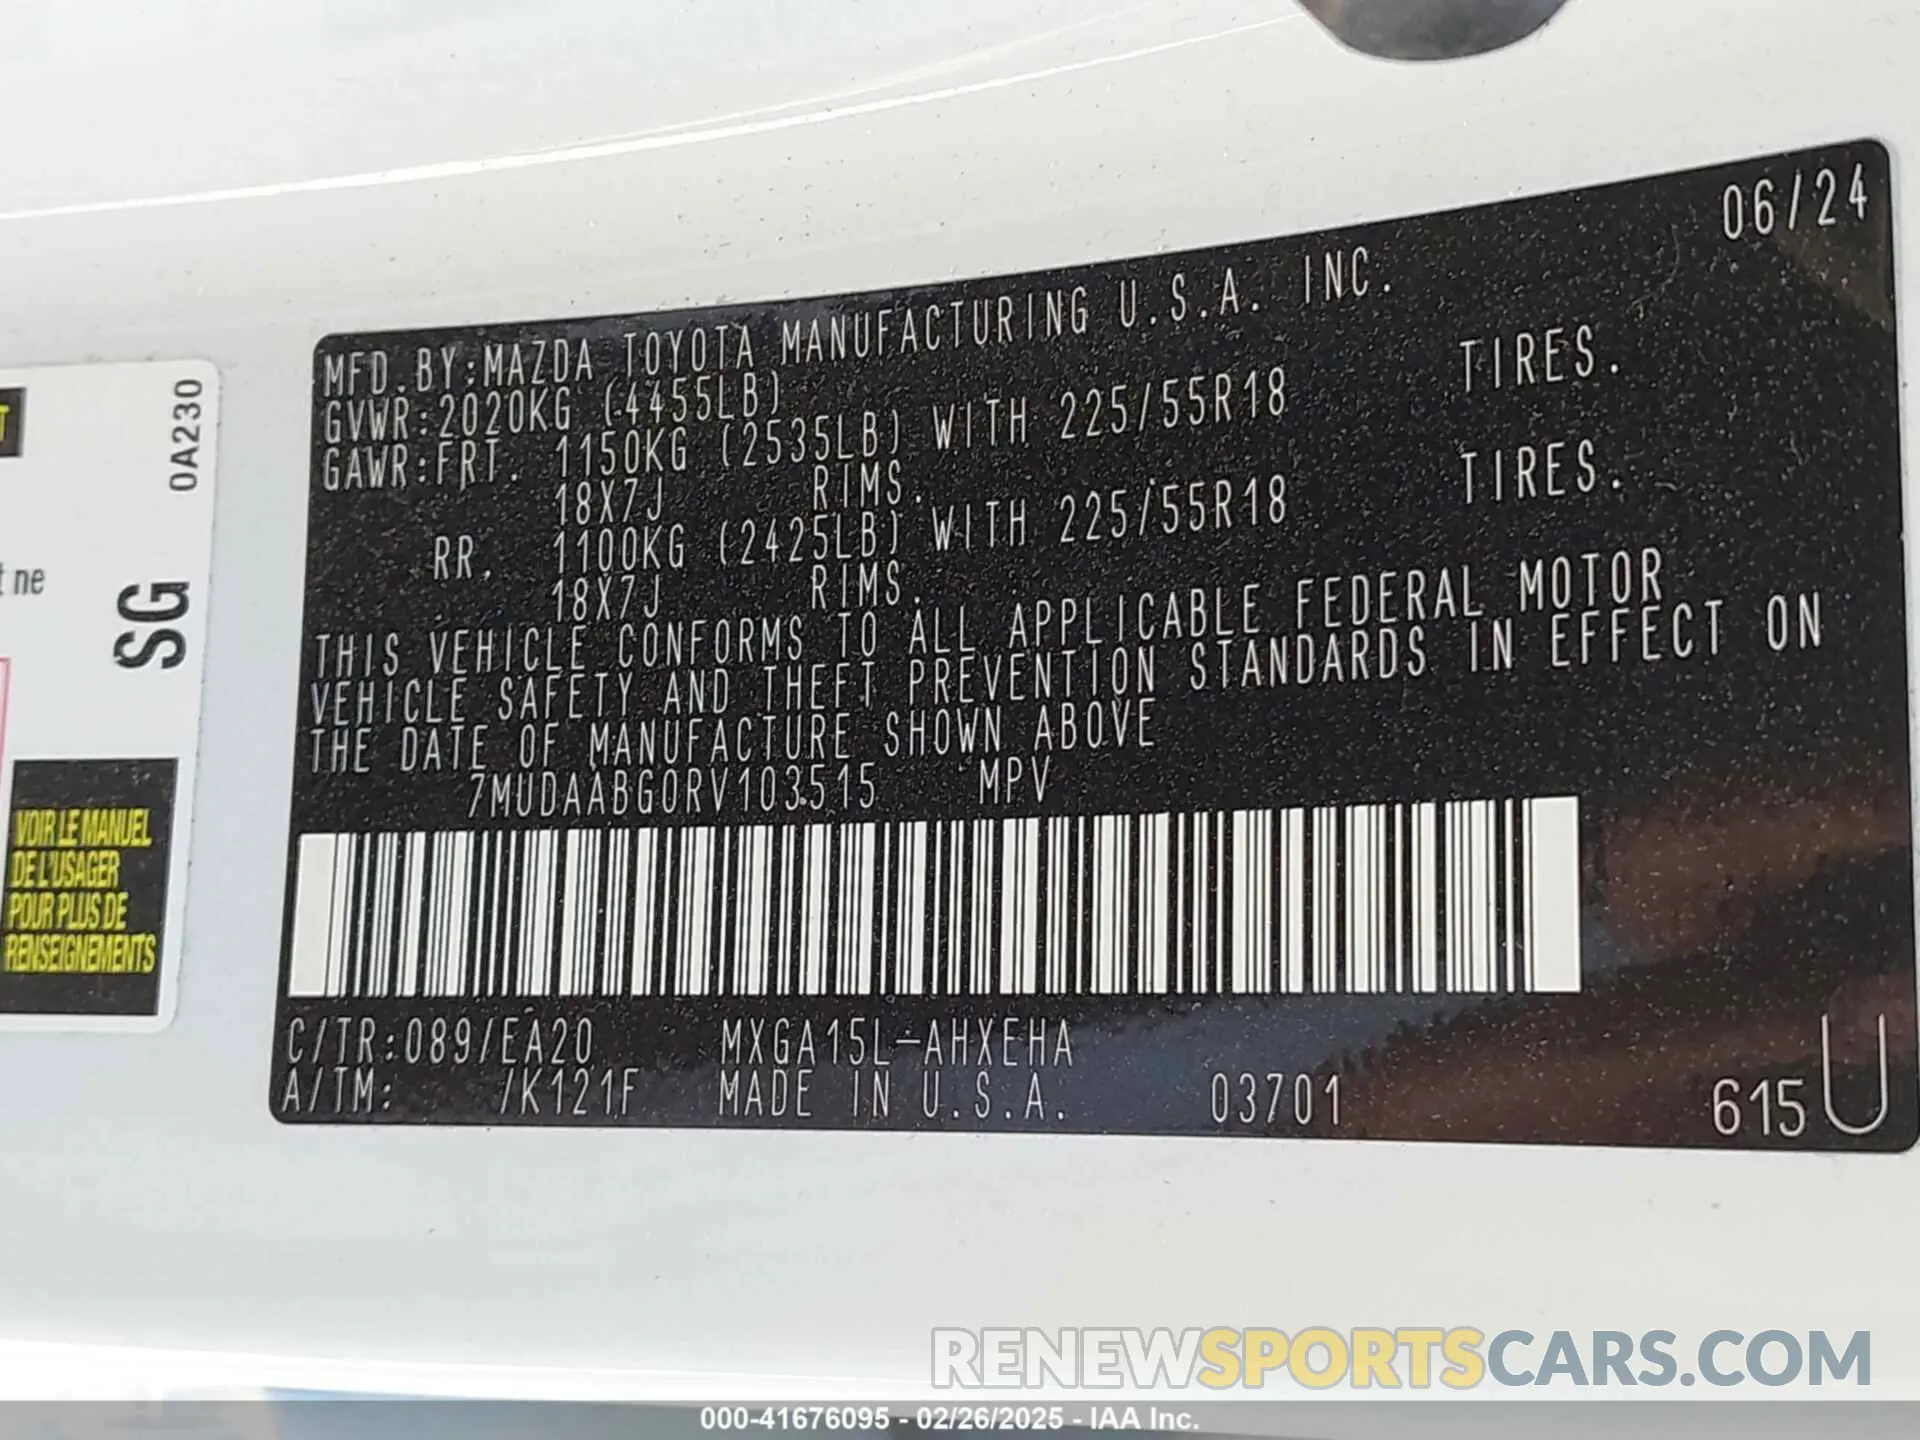 06/24
MFD.BY:MAZDA TOYOTA MANUFACTURING U.S.A. INC.
GVWR:2020KG (4455LB)
GAWR:FRT. 1150KG (2535LB) WITH 225/55R18 TIRES.
18X7J RIMS.
RR. 1100KG (2425LB) WITH 225/55R18 TIRES.
18X7J RIMS.
THIS VEHICLE CONFORMS TO ALL APPLICABLE FEDERAL MOTOR
VEHICLE SAFETY AND THEFT PREVENTION STANDARDS IN EFFECT ON
THE DATE OF MANUFACTURE SHOWN ABOVE
7MUDAABG0RV103515 MPV
C/TR:089/EA20 MXGA15L-AHXEHA
A/TM: /K121F MADE IN U.S.A. 03701 615U
0A230
SG
T
t ne
VOIR LE MANUEL
DE L'USAGER
POUR PLUS DE
RENSEIGNEMENTS
RENEWSPORTSCARS.COM
000-41676095 - 02/26/2025 - IAA Inc.